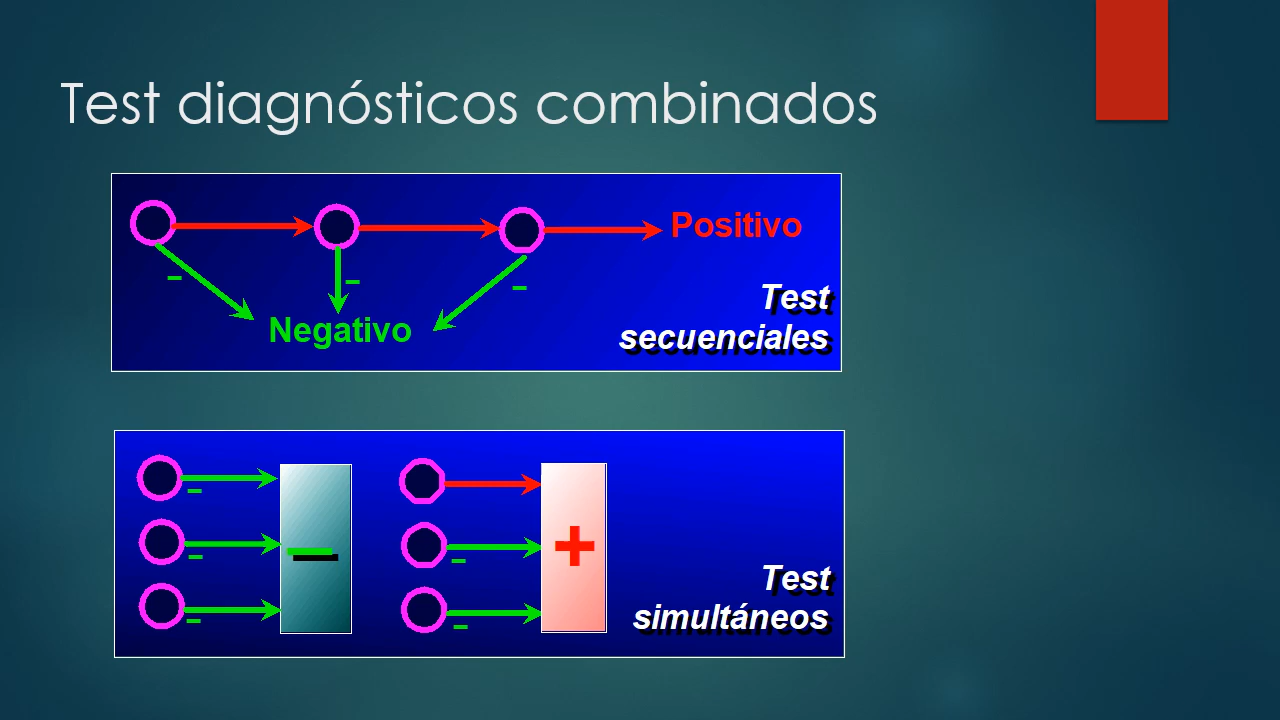 Test diagnósticos combinados
Positivo
-
-
-
Negativo
Test
secuenciales
-
-
-
-
+
-
-
Test
simultáneos